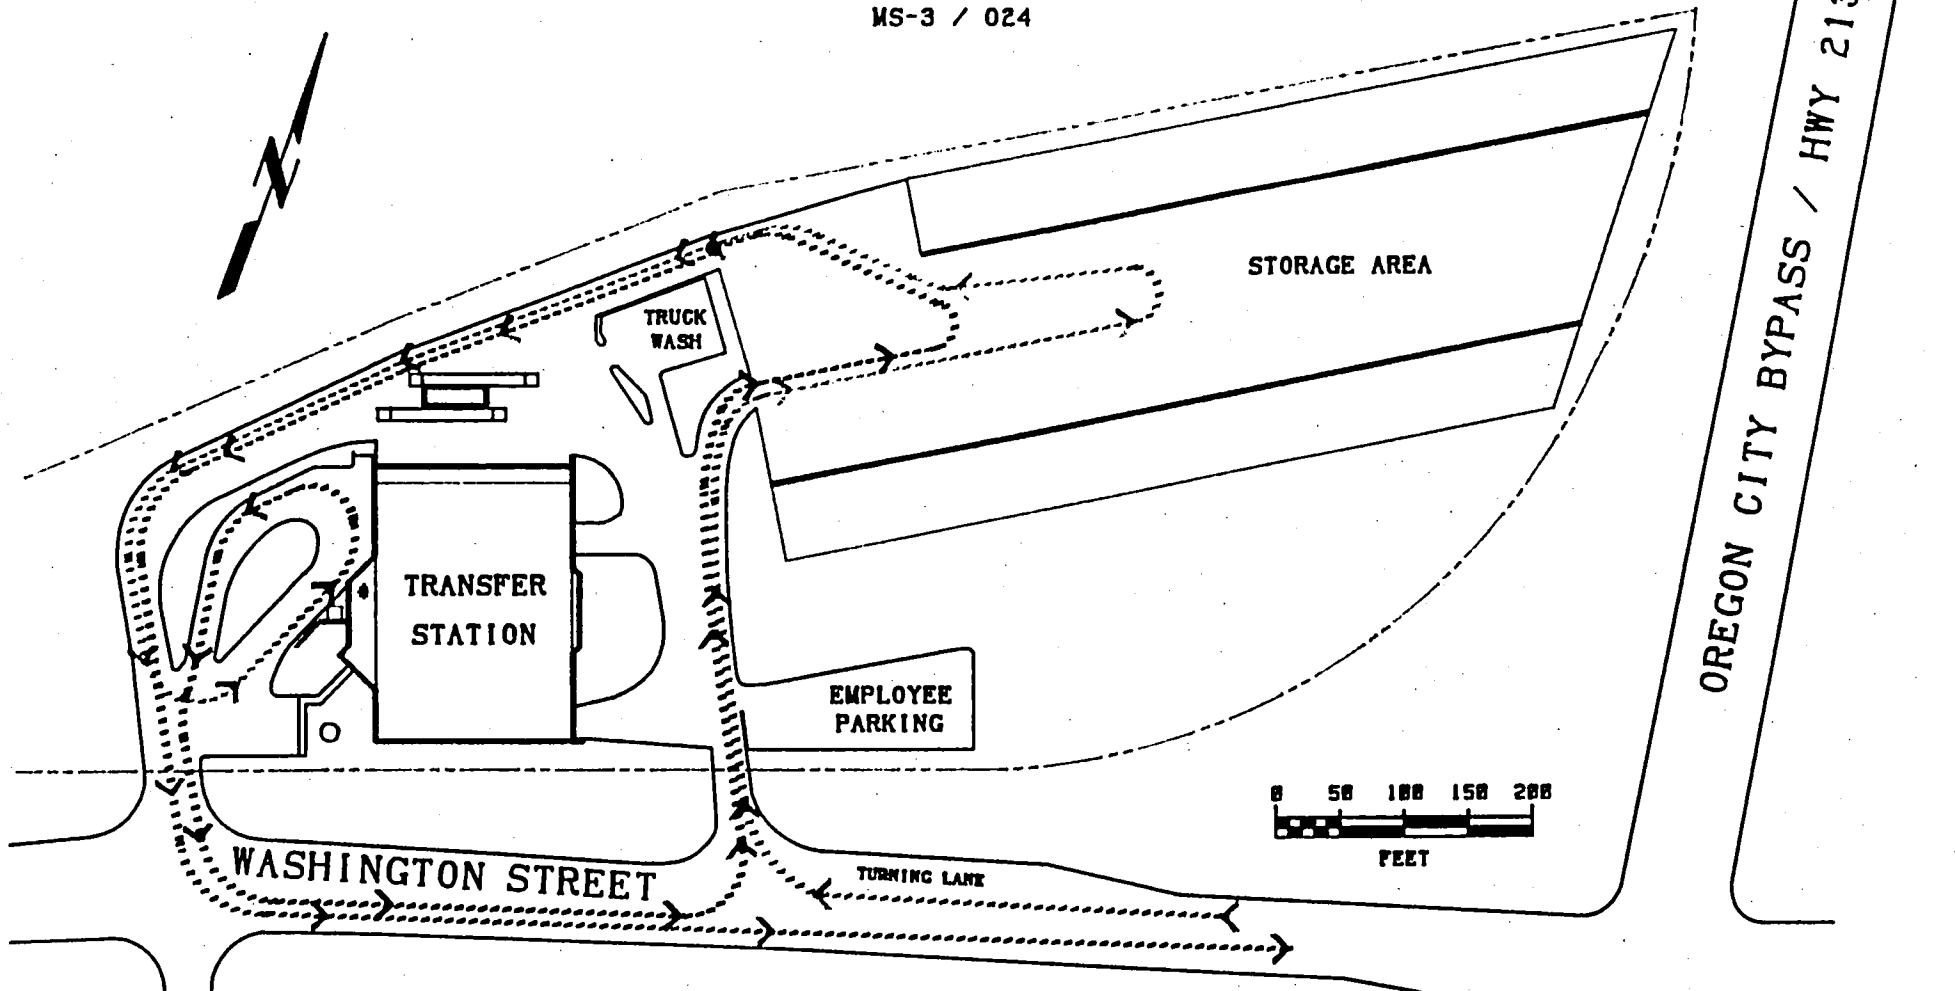 MS-3 / 024
N
OREGON CITY BYPASS / HWY 213
STORAGE AREA
TRUCK
WASH
TRANSFER
STATION
EMPLOYEE
PARKING
0 50 100 150 200
FEET
WASHINGTON STREET
TURNING LANE